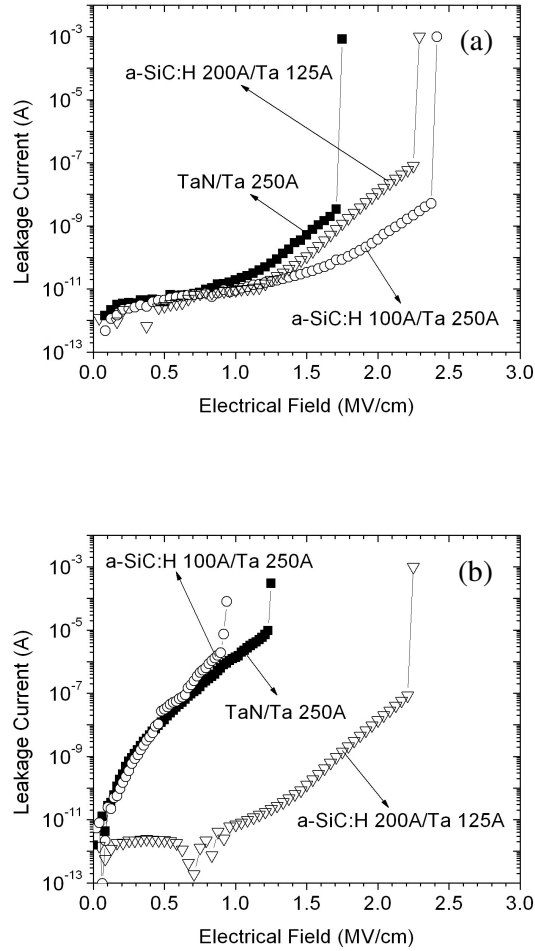 (a)
10^-3
a-SiC:H 200A/Ta 125A
10^-5
10^-7
TaN/Ta 250A
10^-9
10^-11
a-SiC:H 100A/Ta 250A
10^-13
Leakage Current (A)
0.0 0.5 1.0 1.5 2.0 2.5 3.0
Electrical Field (MV/cm)
(b)
10^-3
a-SiC:H 100A/Ta 250A
10^-5
10^-7
TaN/Ta 250A
10^-9
10^-11
a-SiC:H 200A/Ta 125A
10^-13
Leakage Current (A)
0.0 0.5 1.0 1.5 2.0 2.5 3.0
Electrical Field (MV/cm)